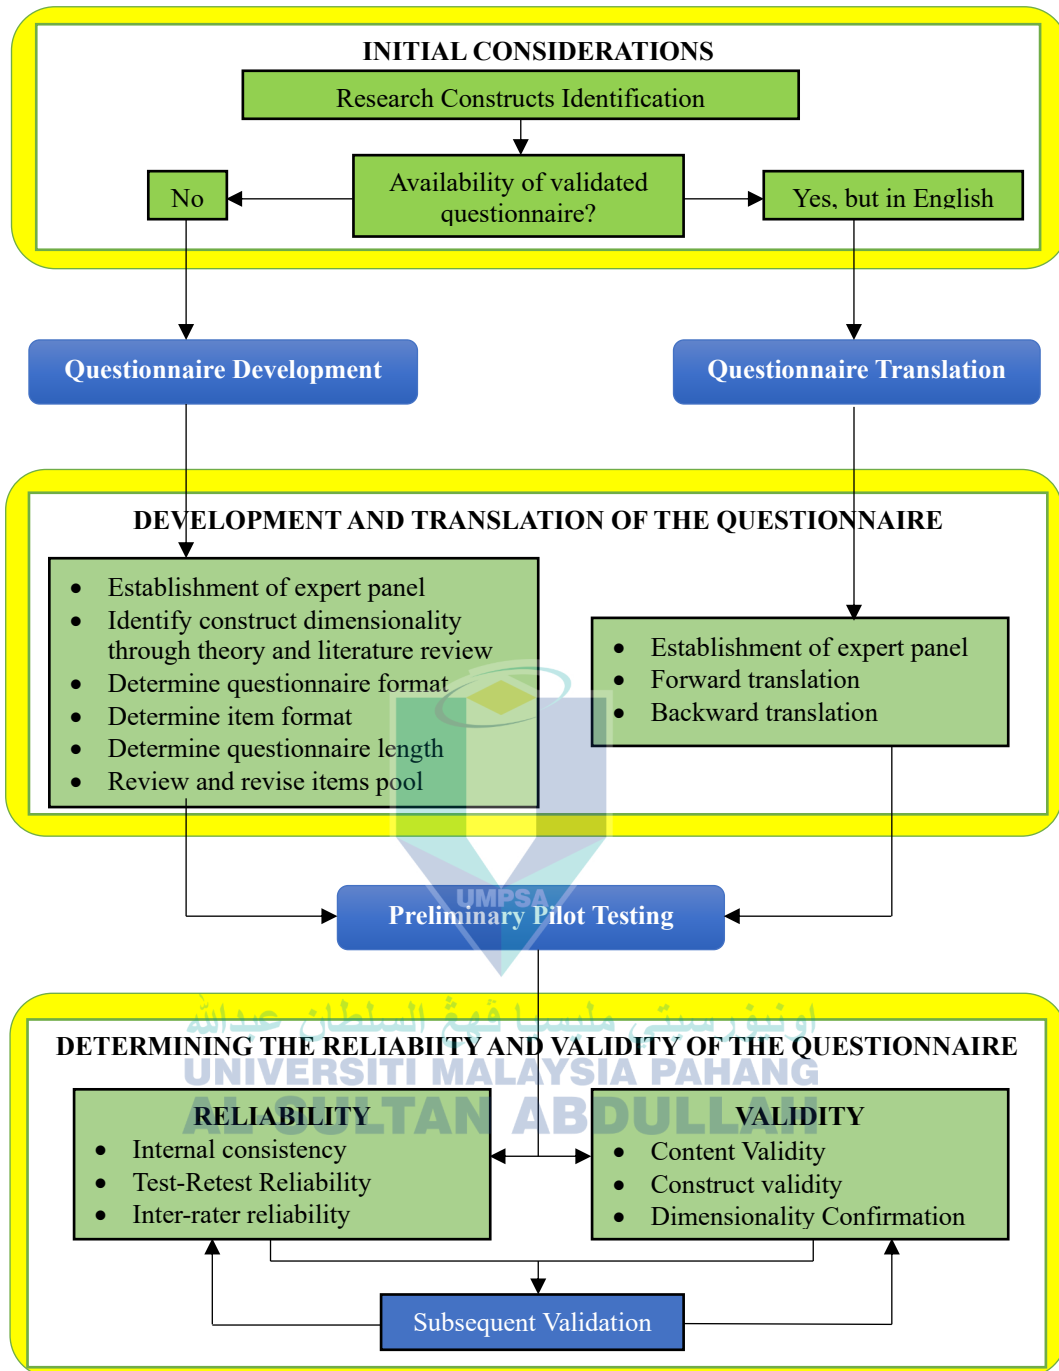 INITIAL CONSIDERATIONS
Research Constructs Identification
Availability of validated
questionnaire?
No
Yes, but in English
Questionnaire Development
Questionnaire Translation
DEVELOPMENT AND TRANSLATION OF THE QUESTIONNAIRE
• Establishment of expert panel
• Identify construct dimensionality
through theory and literature review
• Determine questionnaire format
• Determine item format
• Determine questionnaire length
• Review and revise items pool
• Establishment of expert panel
• Forward translation
• Backward translation
UMPSA
Preliminary Pilot Testing
اونيۏرسيتي مليسيا ڤهڠ السلطان عبدالله
DETERMINING THE RELIABIITY AND VALIDITY OF THE QUESTIONNAIRE
UNIVERSITI MALAYSIA PAHANG
AL-SULTAN ABDULLAH
RELIABILITY
• Internal consistency
• Test-Retest Reliability
• Inter-rater reliability
VALIDITY
• Content Validity
• Construct validity
• Dimensionality Confirmation
Subsequent Validation